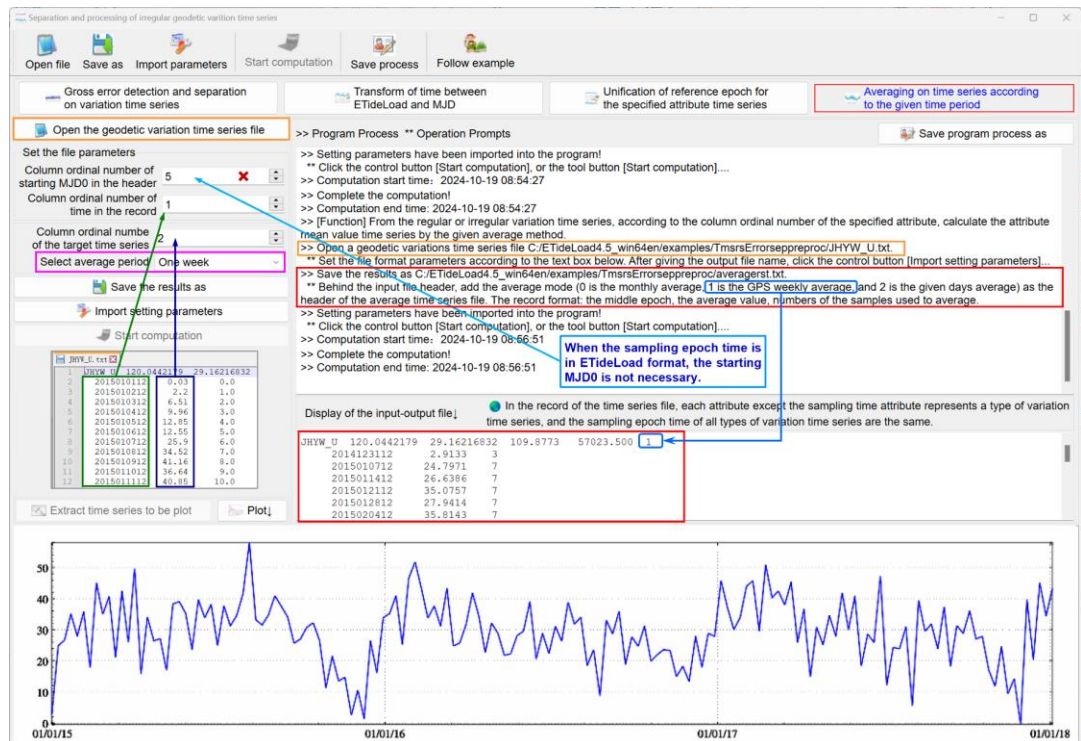 Separation and processing of irregular geodetic varition time series
Open file
Save as
Import parameters
Start computation
Save process
Follow example
Gross error detection and separation
on variation time series
Transform of time between
ETideLoad and MJD
Unification of reference epoch for
the specified attribute time series
Averaging on time series according
to the given time period
Open the geodetic variation time series file
>> Program Process ** Operation Prompts
Save program process as
Set the file parameters
Column ordinal number of
starting MJD0 in the header
5
Column ordinal number of
time in the record
1
Column ordinal numbe
of the target time series
2
Select average period
One week
Save the results as
Import setting parameters
Start computation
>> Setting parameters have been imported into the program!
** Click the control button [Start computation], or the tool button [Start computation]....
>> Computation start time: 2024-10-19 08:54:27
>> Complete the computation!
>> Computation end time: 2024-10-19 08:54:27
>> [Function] From the regular or irregular variation time series, according to the column ordinal number of the specified attribute, calculate the attribute
mean value time series by the given average method.
>> Open a geodetic variations time series file C:/ETideLoad4.5_win64en/examples/TmsrsErrorseppreproc/JHYW_U.txt.
** Set the file format parameters according to the text box below. After giving the output file name, click the control button [Import setting parameters]...
>> Save the results as C:/ETideLoad4.5_win64en/examples/TmsrsErrorseppreproc/averagerst.txt.
** Behind the input file header, add the average mode (0 is the monthly average, 1 is the GPS weekly average, and 2 is the given days average) as the
header of the average time series file. The record format: the middle epoch, the average value, numbers of the samples used to average.
>> Setting parameters have been imported into the program!
** Click the control button [Start computation], or the tool button [Start computation]....
>> Computation start time: 2024-10-19 08:56:51
>> Complete the computation!
>> Computation end time: 2024-10-19 08:56:51
When the sampling epoch time is
in ETideLoad format, the starting
MJD0 is not necessary.
JHYW_U.txt
1 JHYW_U 120.0442179 29.16216832
2 2015010112 0.03 0.0
3 2015010212 2.2 1.0
4 2015010312 6.51 2.0
5 2015010412 9.96 3.0
6 2015010512 12.85 4.0
7 2015010612 12.55 5.0
8 2015010712 25.9 6.0
9 2015010812 34.52 7.0
10 2015010912 41.16 8.0
11 2015011012 36.64 9.0
12 2015011112 40.85 10.0
Display of the input-output file↓
In the record of the time series file, each attribute except the sampling time attribute represents a type of variation
time series, and the sampling epoch time of all types of variation time series are the same.
JHYW_U 120.0442179 29.16216832 109.8773 57023.500 1
2014123112 2.9133 3
2015010712 24.7971 7
2015011412 26.6386 7
2015012112 35.0757 7
2015012812 27.9414 7
2015020412 35.8143 7
Extract time series to be plot
Plot↓
50
40
30
20
10
0
01/01/15
01/01/16
01/01/17
01/01/18